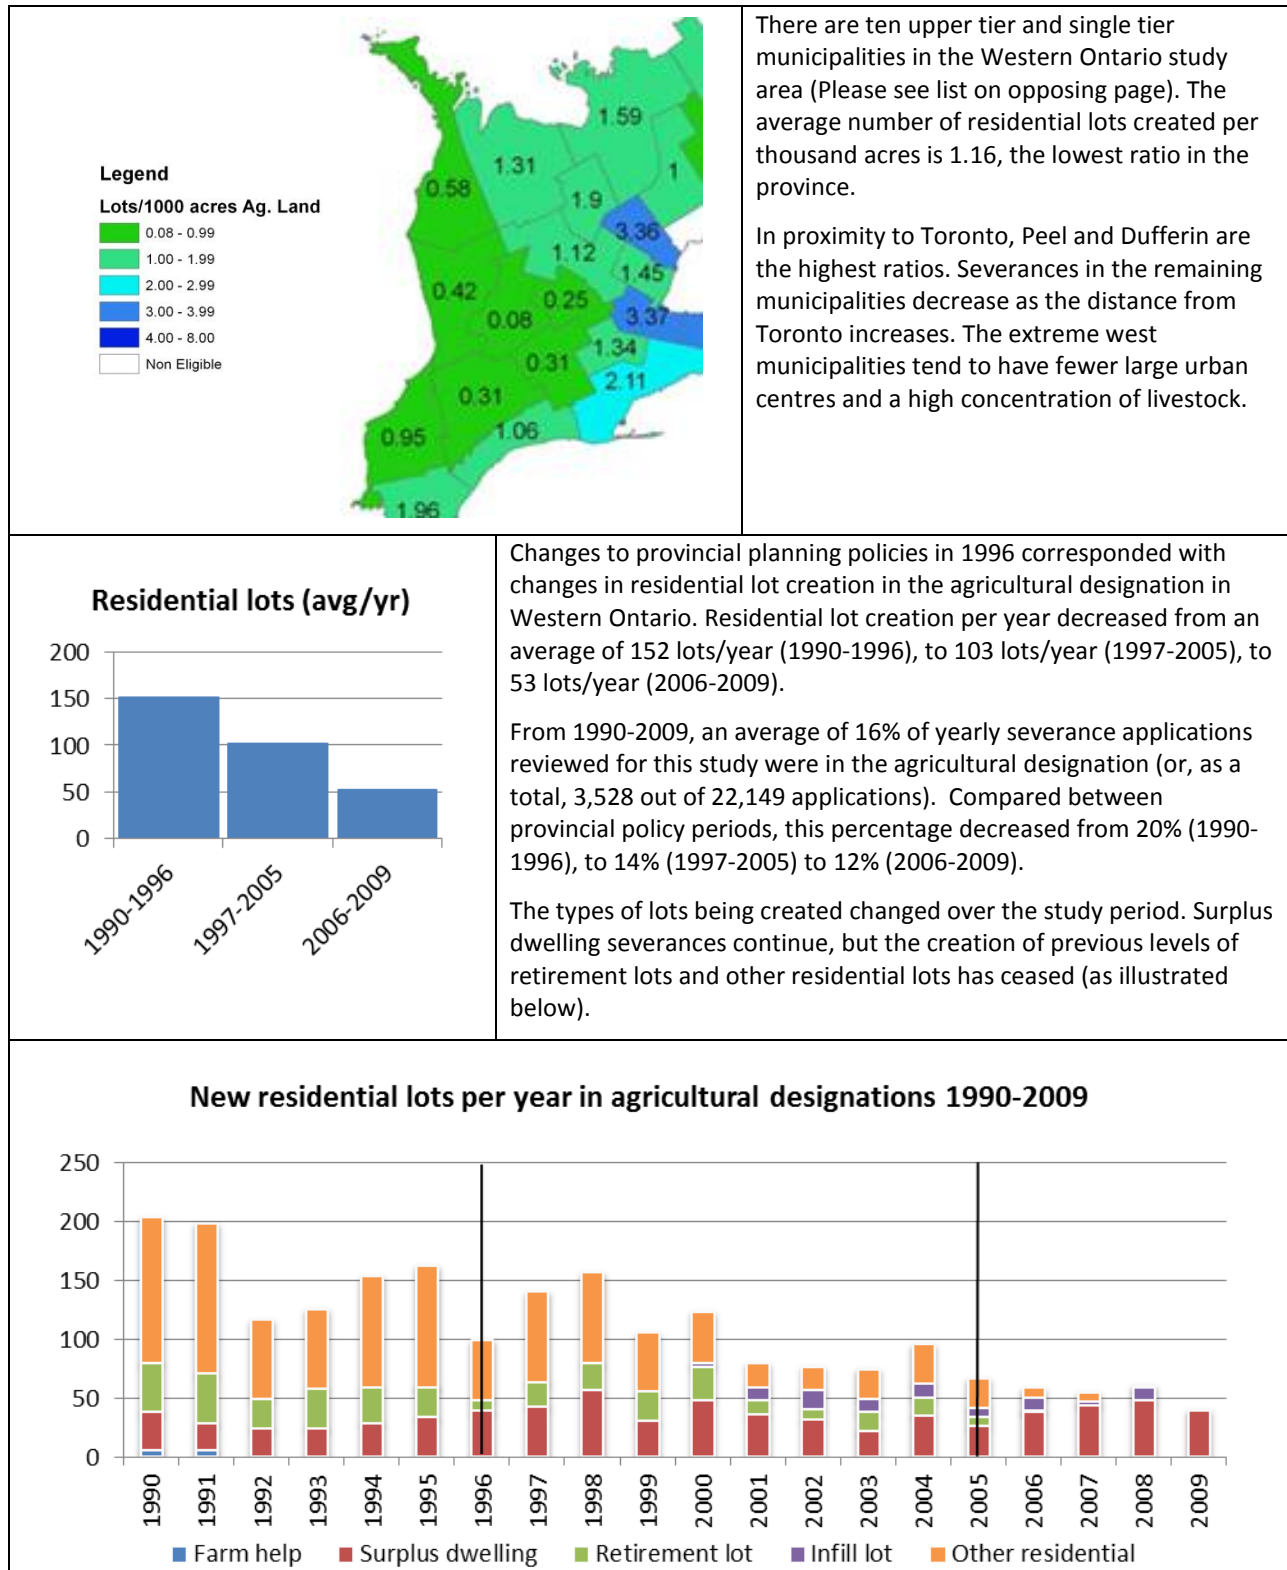 Legend
Lots/1000 acres Ag. Land
0.08 - 0.99
1.00 - 1.99
2.00 - 2.99
3.00 - 3.99
4.00 - 8.00
Non Eligible
1.59
1.31
1
0.58
1.9
3.36
1.12
1.45
0.42
0.25
0.08
3.37
1.34
0.31
2.11
0.31
1.06
0.95
1.96
There are ten upper tier and single tier
municipalities in the Western Ontario study
area (Please see list on opposing page). The
average number of residential lots created per
thousand acres is 1.16, the lowest ratio in the
province.
In proximity to Toronto, Peel and Dufferin are
the highest ratios. Severances in the remaining
municipalities decrease as the distance from
Toronto increases. The extreme west
municipalities tend to have fewer large urban
centres and a high concentration of livestock.
Residential lots (avg/yr)
200
150
100
50
0
1990-1996
1997-2005
2006-2009
Changes to provincial planning policies in 1996 corresponded with
changes in residential lot creation in the agricultural designation in
Western Ontario. Residential lot creation per year decreased from an
average of 152 lots/year (1990-1996), to 103 lots/year (1997-2005), to
53 lots/year (2006-2009).
From 1990-2009, an average of 16% of yearly severance applications
reviewed for this study were in the agricultural designation (or, as a
total, 3,528 out of 22,149 applications). Compared between
provincial policy periods, this percentage decreased from 20% (1990-
1996), to 14% (1997-2005) to 12% (2006-2009).
The types of lots being created changed over the study period. Surplus
dwelling severances continue, but the creation of previous levels of
retirement lots and other residential lots has ceased (as illustrated
below).
New residential lots per year in agricultural designations 1990-2009
250
200
150
100
50
0
1990
1991
1992
1993
1994
1995
1996
1997
1998
1999
2000
2001
2002
2003
2004
2005
2006
2007
2008
2009
Farm help
Surplus dwelling
Retirement lot
Infill lot
Other residential